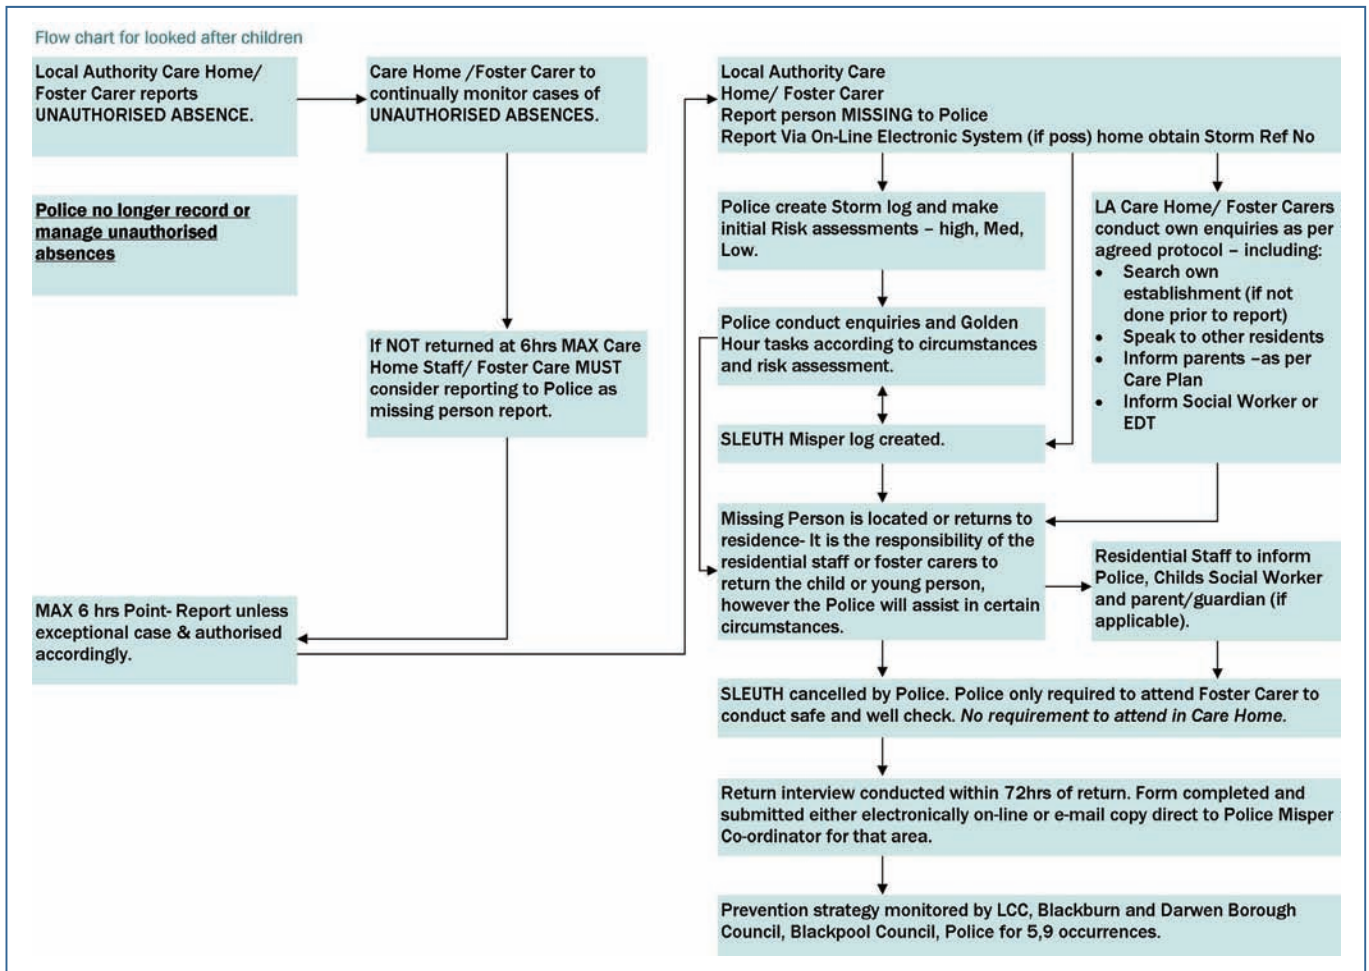 Flow chart for looked after children
Local Authority Care Home/
Foster Carer reports
UNAUTHORISED ABSENCE.
Care Home /Foster Carer to
continually monitor cases of
UNAUTHORISED ABSENCES.
Police no longer record or
manage unauthorised
absences
If NOT returned at 6hrs MAX Care
Home Staff/ Foster Care MUST
consider reporting to Police as
missing person report.
MAX 6 hrs Point- Report unless
exceptional case & authorised
accordingly.
Local Authority Care
Home/ Foster Carer
Report person MISSING to Police
Report Via On-Line Electronic System (if poss) home obtain Storm Ref No
Police create Storm log and make
initial Risk assessments – high, Med,
Low.
Police conduct enquiries and Golden
Hour tasks according to circumstances
and risk assessment.
SLEUTH Misper log created.
LA Care Home/ Foster Carers
conduct own enquiries as per
agreed protocol – including:
• Search own
establishment (if not
done prior to report)
• Speak to other residents
• Inform parents –as per
Care Plan
• Inform Social Worker or
EDT
Missing Person is located or returns to
residence- It is the responsibility of the
residential staff or foster carers to
return the child or young person,
however the Police will assist in certain
circumstances.
Residential Staff to inform
Police, Childs Social Worker
and parent/guardian (if
applicable).
SLEUTH cancelled by Police. Police only required to attend Foster Carer to
conduct safe and well check. No requirement to attend in Care Home.
Return interview conducted within 72hrs of return. Form completed and
submitted either electronically on-line or e-mail copy direct to Police Misper
Co-ordinator for that area.
Prevention strategy monitored by LCC, Blackburn and Darwen Borough
Council, Blackpool Council, Police for 5,9 occurrences.